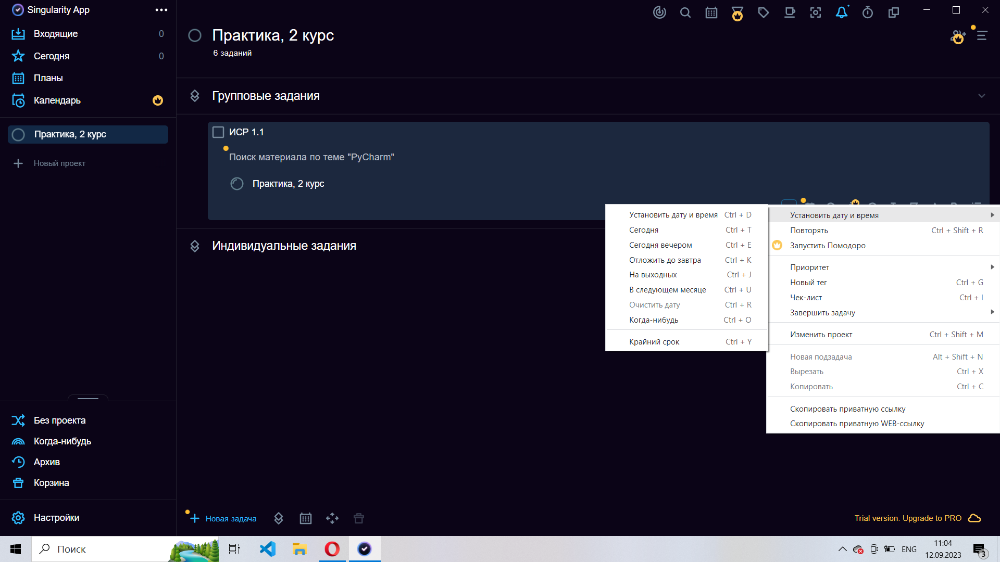 Singularity App
Входящие 0
Сегодня 0
Планы
Календарь
Практика, 2 курс
Новый проект
Без проекта
Когда-нибудь
Архив
Корзина
Настройки
Практика, 2 курс
6 заданий
Групповые задания
ИСР 1.1
Поиск материала по теме "PyCharm"
Практика, 2 курс
Индивидуальные задания
Установить дату и время Ctrl + D
Сегодня Ctrl + T
Сегодня вечером Ctrl + E
Отложить до завтра Ctrl + K
На выходных Ctrl + J
В следующем месяце Ctrl + U
Очистить дату Ctrl + R
Когда-нибудь Ctrl + O
Крайний срок Ctrl + Y
Установить дату и время
Повторять Ctrl + Shift + R
Запустить Помодоро
Приоритет
Новый тег Ctrl + G
Чек-лист Ctrl + I
Завершить задачу
Изменить проект Ctrl + Shift + M
Новая подзадача Alt + Shift + N
Вырезать Ctrl + X
Копировать Ctrl + C
Скопировать приватную ссылку
Скопировать приватную WEB-ссылку
Новая задача
Trial version. Upgrade to PRO
Поиск
ENG
11:04
12.09.2023
3